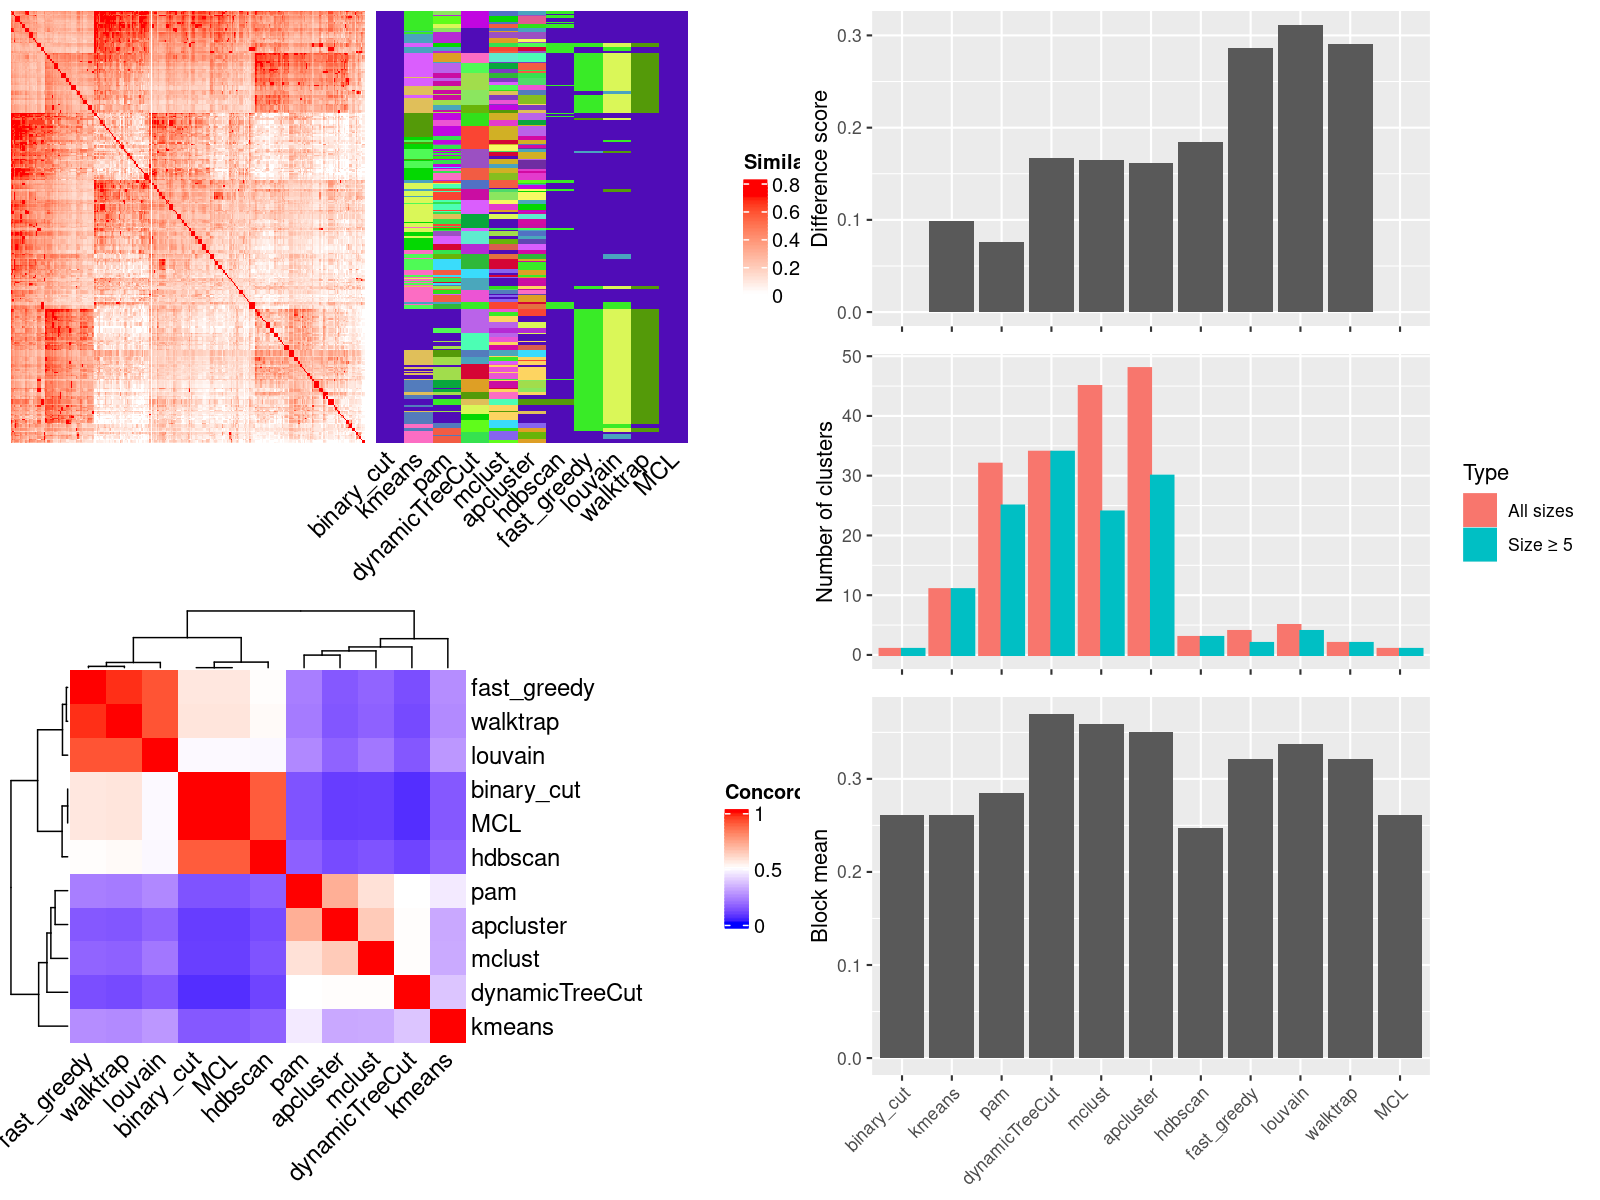 Simila
0.8
0.6
0.4
0.2
0
binary_cut
kmeans
pam
dynamicTreeCut
mclust
apcluster
hdbscan
fast_greedy
louvain
walktrap
MCL
fast_greedy
walktrap
louvain
binary_cut
MCL
hdbscan
pam
apcluster
mclust
dynamicTreeCut
kmeans
fast_greedy
walktrap
louvain
binary_cut
MCL
hdbscan
pam
apcluster
mclust
dynamicTreeCut
kmeans
Concord
1
0.5
0
Difference score
0.3
0.2
0.1
0.0
Number of clusters
50
40
30
20
10
0
Type
All sizes
Size ≥ 5
Block mean
0.3
0.2
0.1
0.0
binary_cut
kmeans
pam
dynamicTreeCut
mclust
apcluster
hdbscan
fast_greedy
louvain
walktrap
MCL